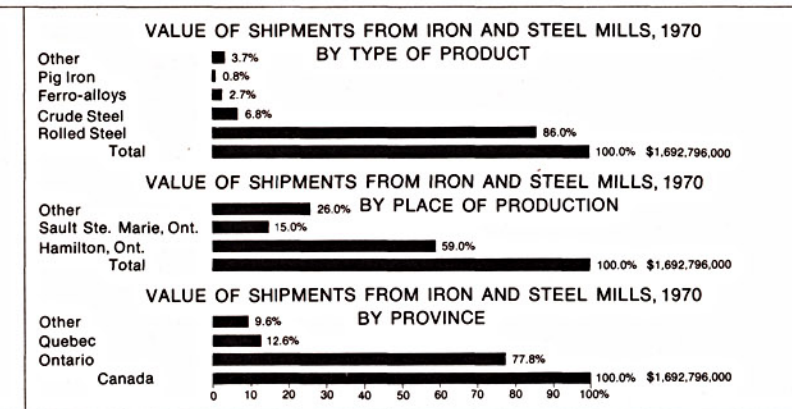 VALUE OF SHIPMENTS FROM IRON AND STEEL MILLS, 1970
BY TYPE OF PRODUCT
Other 3.7%
Pig Iron 0.8%
Ferro-alloys 2.7%
Crude Steel 6.8%
Rolled Steel 86.0%
Total 100.0% $1,692,796,000
VALUE OF SHIPMENTS FROM IRON AND STEEL MILLS, 1970
BY PLACE OF PRODUCTION
Other 26.0%
Sault Ste. Marie, Ont. 15.0%
Hamilton, Ont. 59.0%
Total 100.0% $1,692,796,000
VALUE OF SHIPMENTS FROM IRON AND STEEL MILLS, 1970
BY PROVINCE
Other 9.6%
Quebec 12.6%
Ontario 77.8%
Canada 100.0% $1,692,796,000
0 10 20 30 40 50 60 70 80 90 100%